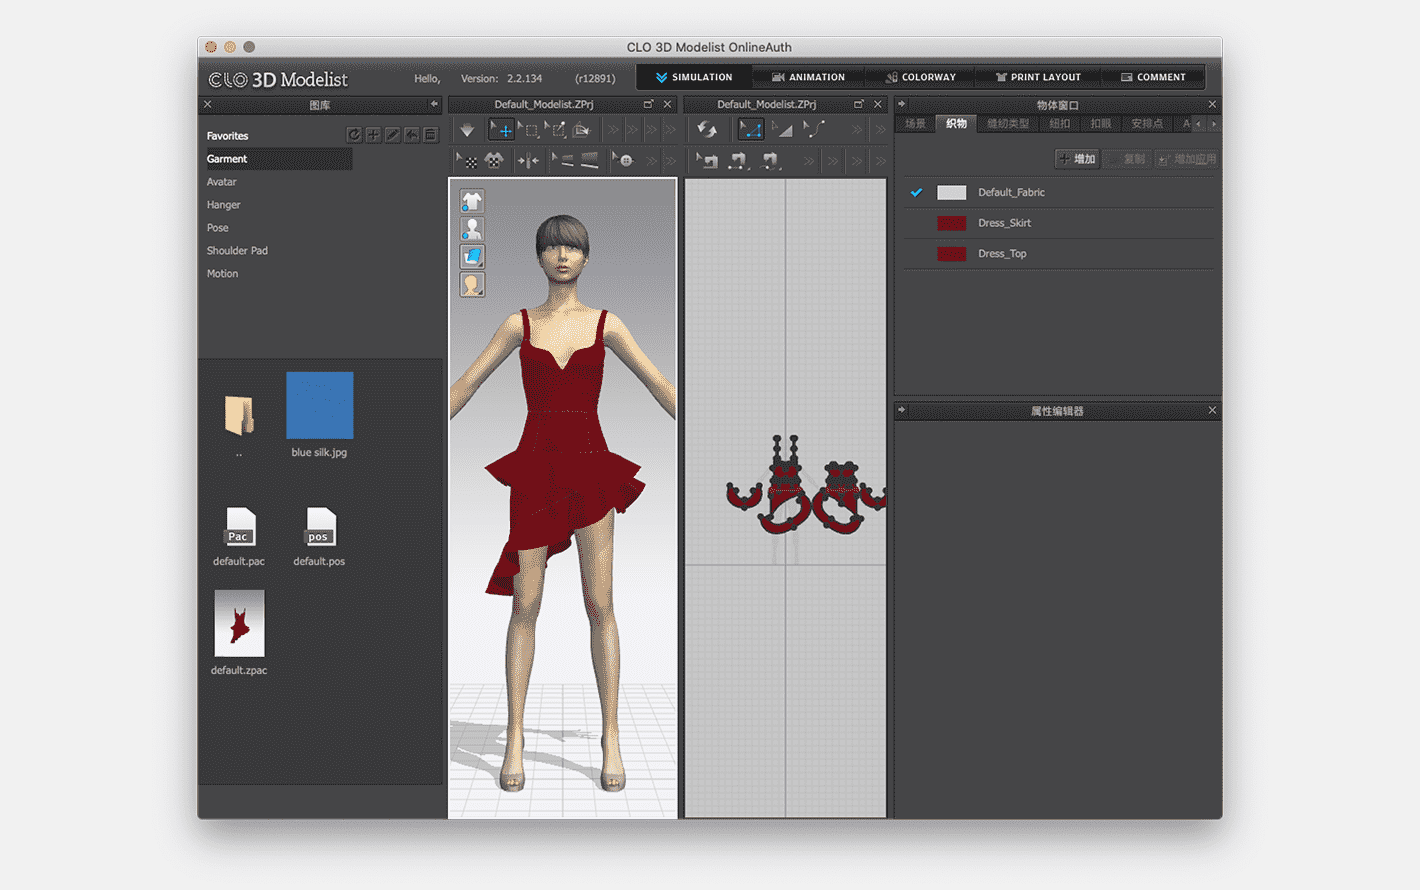 CLO 3D Modelist OnlineAuth
CLO 3D Modelist
Hello,
Version: 2.2.134
(r12891)
SIMULATION
ANIMATION
COLORWAY
PRINT LAYOUT
COMMENT
图库
Default_Modelist.ZPrj
Default_Modelist.ZPrj
物体窗口
Favorites
Garment
Avatar
Hanger
Pose
Shoulder Pad
Motion
场景
织物
缝纫类型
纽扣
扣眼
安排点
A
增加
复制
增加应用
Default_Fabric
Dress_Skirt
Dress_Top
属性编辑器
..
blue silk.jpg
Pac
pos
default.pac
default.pos
default.zpac